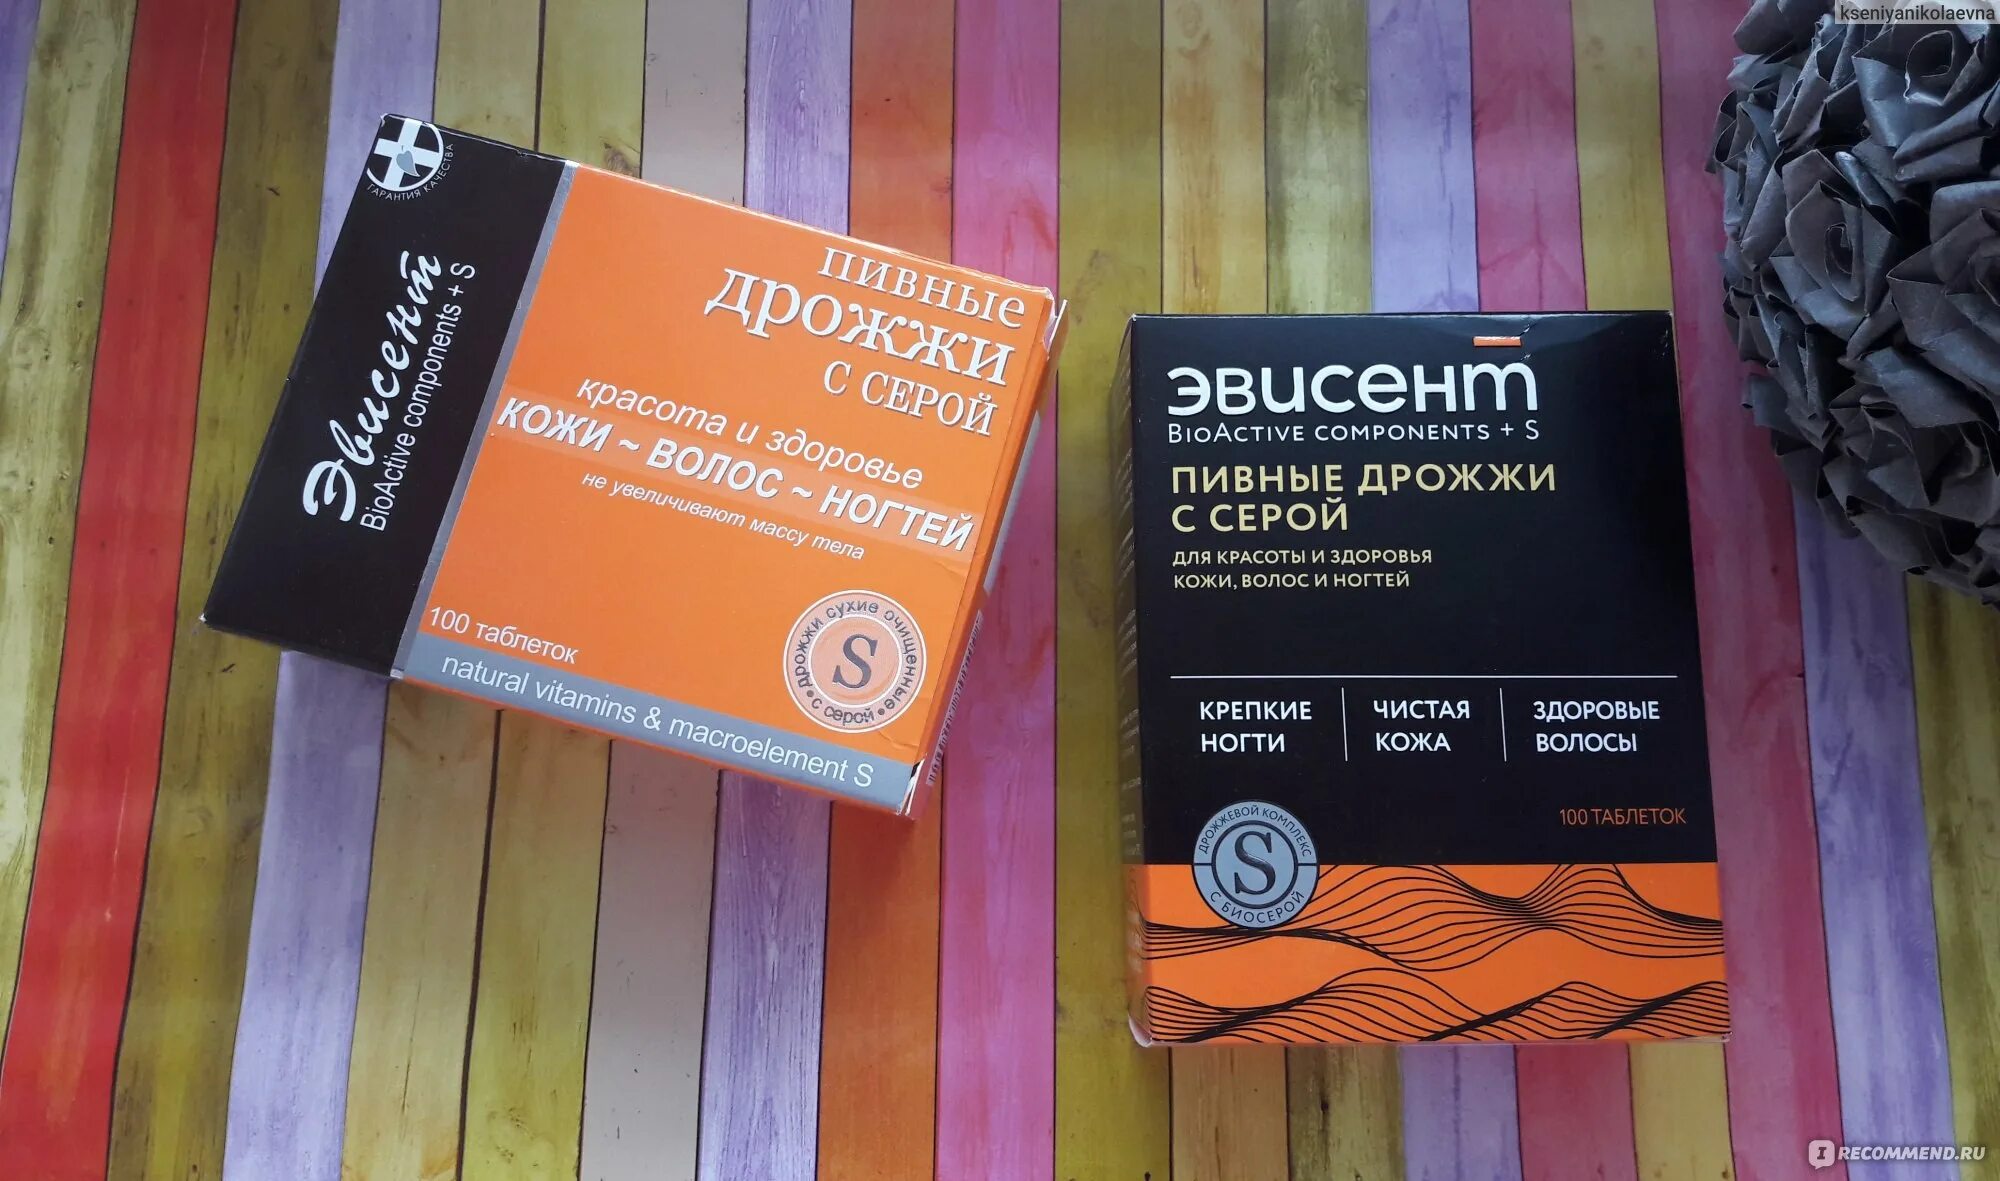 kseniyanikolaevna
ГАРАНТИЯ КАЧЕСТВА
Эвисент
BioActive components + S
ПИВНЫЕ
ДРОЖЖИ
С СЕРОЙ
красота и здоровье
КОЖИ ~ ВОЛОС ~ НОГТЕЙ
не увеличивают массу тела
100 таблеток
дрожжи сухие очищенные • с серой •
S
natural vitamins & macroelement S
ЭВИСЕНТ
BIOACTIVE COMPONENTS + S
ПИВНЫЕ ДРОЖЖИ
С СЕРОЙ
ДЛЯ КРАСОТЫ И ЗДОРОВЬЯ
КОЖИ, ВОЛОС И НОГТЕЙ
КРЕПКИЕ
НОГТИ
ЧИСТАЯ
КОЖА
ЗДОРОВЫЕ
ВОЛОСЫ
100 ТАБЛЕТОК
ДРОЖЖЕВОЙ КОМПЛЕКС
S
С БИОСЕРОЙ
IRECOMMEND.RU